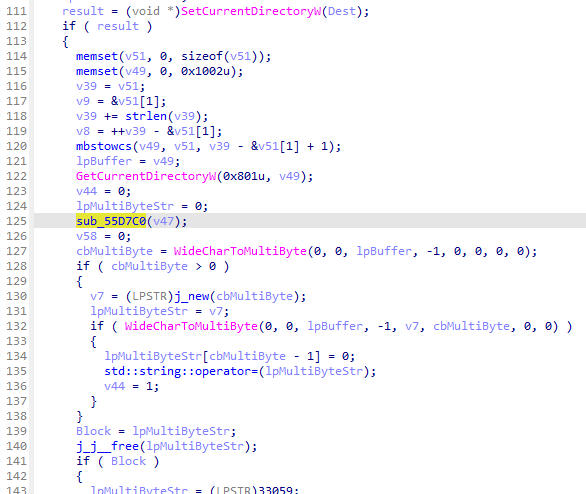 111 result = (void *)SetCurrentDirectoryW(Dest);
112 if ( result )
113 {
114 memset(v51, 0, sizeof(v51));
115 memset(v49, 0, 0x1002u);
116 v39 = v51;
117 v9 = &v51[1];
118 v39 += strlen(v39);
119 v8 = ++v39 - &v51[1];
120 mbstowcs(v49, v51, v39 - &v51[1] + 1);
121 lpBuffer = v49;
122 GetCurrentDirectoryW(0x801u, v49);
123 v44 = 0;
124 lpMultiByteStr = 0;
125 sub_55D7C0(v47);
126 v58 = 0;
127 cbMultiByte = WideCharToMultiByte(0, 0, lpBuffer, -1, 0, 0, 0, 0);
128 if ( cbMultiByte > 0 )
129 {
130 v7 = (LPSTR)j_new(cbMultiByte);
131 lpMultiByteStr = v7;
132 if ( WideCharToMultiByte(0, 0, lpBuffer, -1, v7, cbMultiByte, 0, 0) )
133 {
134 lpMultiByteStr[cbMultiByte - 1] = 0;
135 std::string::operator=(lpMultiByteStr);
136 v44 = 1;
137 }
138 }
139 Block = lpMultiByteStr;
140 j_j__free(lpMultiByteStr);
141 if ( Block )
142 {
143 lpMultiByteStr = (LPSTR)33059;